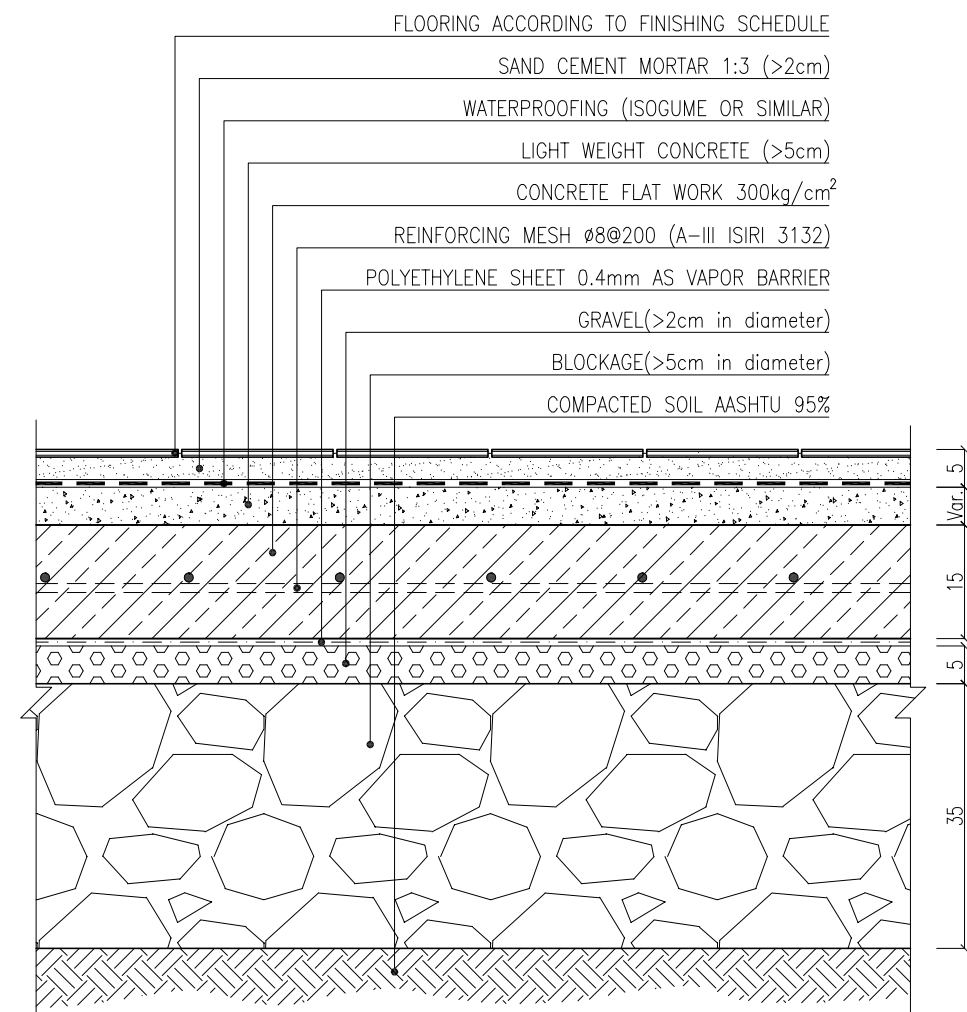 FLOORING ACCORDING TO FINISHING SCHEDULE
SAND CEMENT MORTAR 1:3 (>2cm)
WATERPROOFING (ISOGUME OR SIMILAR)
LIGHT WEIGHT CONCRETE (>5cm)
CONCRETE FLAT WORK 300kg/cm²
REINFORCING MESH Ø8@200 (A-III ISIRI 3132)
POLYETHYLENE SHEET 0.4mm AS VAPOR BARRIER
GRAVEL(>2cm in diameter)
BLOCKAGE(>5cm in diameter)
COMPACTED SOIL AASHTU 95%
5
Var.
15
5
35